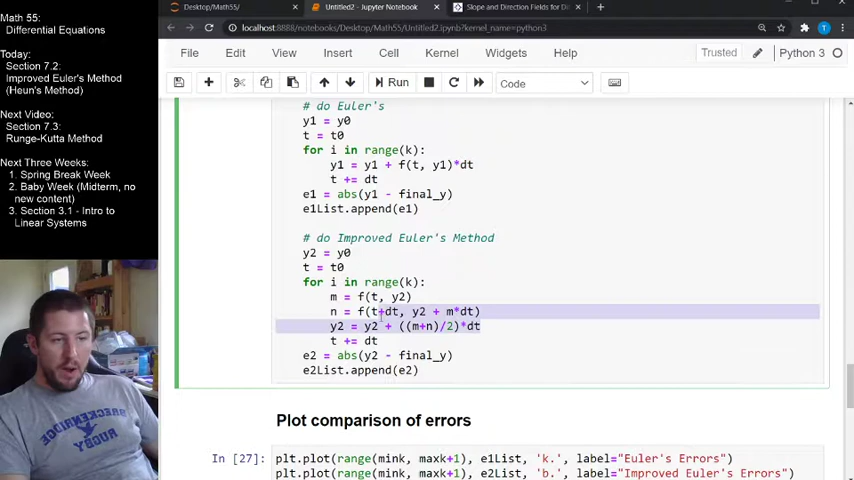 Math 55:
Differential Equations
Today:
Section 7.2:
Improved Euler's Method
(Heun's Method)
Next Video:
Section 7.3:
Runge-Kutta Method
Next Three Weeks:
1. Spring Break Week
2. Baby Week (Midterm, no
new content)
3. Section 3.1 - Intro to
Linear Systems
Desktop/Math55/
Untitled2 - Jupyter Notebook
Slope and Direction Fields for Di
localhost:8888/notebooks/Desktop/Math55/Untitled2.ipynb?kernel_name=python3
File Edit View Insert Cell Kernel Widgets Help
Trusted
Python 3
Run
Code
# do Euler's
y1 = y0
t = t0
for i in range(k):
y1 = y1 + f(t, y1)*dt
t += dt
e1 = abs(y1 - final_y)
e1List.append(e1)
# do Improved Euler's Method
y2 = y0
t = t0
for i in range(k):
m = f(t, y2)
n = f(t+dt, y2 + m*dt)
y2 = y2 + ((m+n)/2)*dt
t += dt
e2 = abs(y2 - final_y)
e2List.append(e2)
Plot comparison of errors
In [27]:
plt.plot(range(mink, maxk+1), e1List, 'k.', label="Euler's Errors")
plt.plot(range(mink, maxk+1), e2List, 'b.', label="Improved Euler's Errors")
BRECKENRIDGE
RUGBY